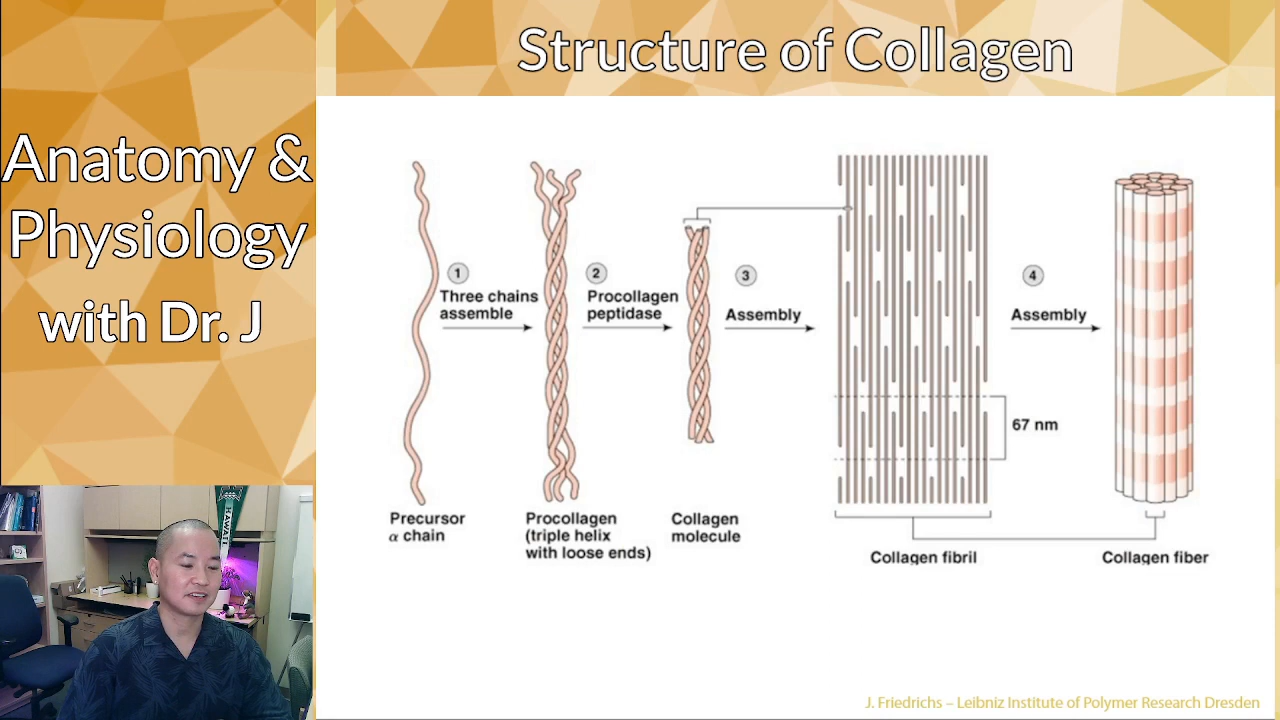 Structure of Collagen
Anatomy &
Physiology
with Dr. J
1
Three chains
assemble
2
Procollagen
peptidase
3
Assembly
4
Assembly
67 nm
Precursor
α chain
Procollagen
(triple helix
with loose ends)
Collagen
molecule
Collagen fibril
Collagen fiber
HAWAII
J. Friedrichs – Leibniz Institute of Polymer Research Dresden